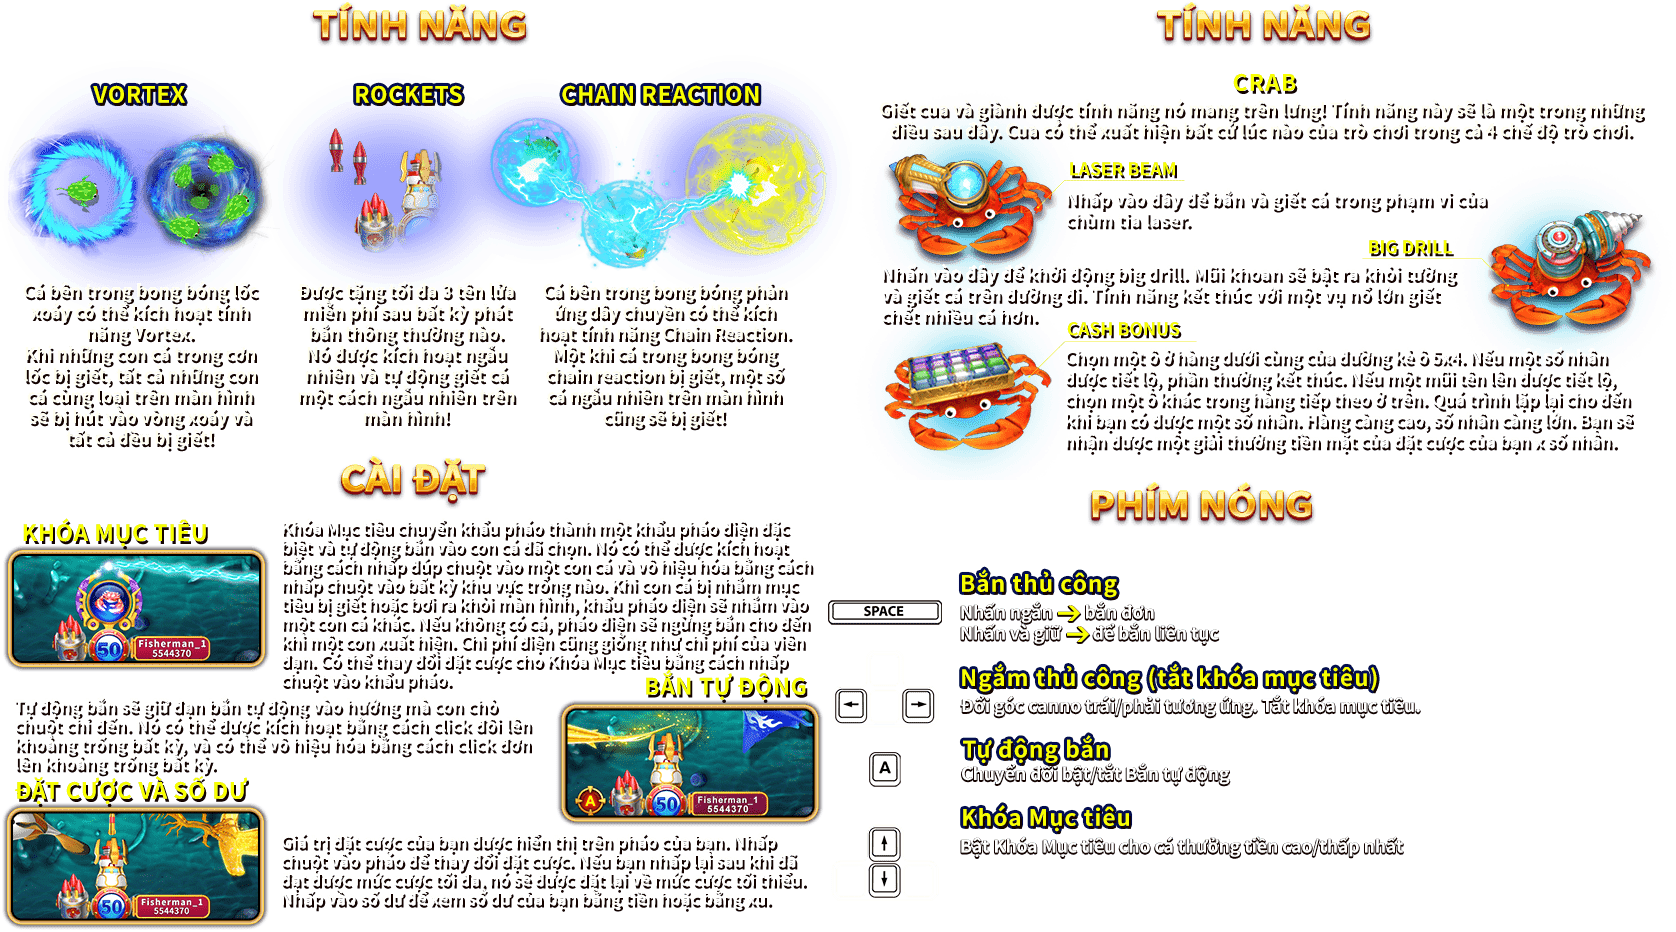 TÍNH NĂNG
VORTEX
ROCKETS
CHAIN REACTION
Cá bên trong bong bóng lốc
xoáy có thể kích hoạt tính
năng Vortex.
Khi những con cá trong cơn
lốc bị giết, tất cả những con
cá cùng loại trên màn hình
sẽ bị hút vào vòng xoáy và
tất cả đều bị giết!
Được tặng tối đa 3 tên lửa
miễn phí sau bất kỳ phát
bắn thông thường nào.
Nó được kích hoạt ngẫu
nhiên và tự động giết cá
một cách ngẫu nhiên trên
màn hình!
Cá bên trong bong bóng phản
ứng dây chuyền có thể kích
hoạt tính năng Chain Reaction.
Một khi cá trong bong bóng
chain reaction bị giết, một số
cá ngẫu nhiên trên màn hình
cũng sẽ bị giết!
CÀI ĐẶT
KHÓA MỤC TIÊU
50
Fisherman_1
5544370
Khóa Mục tiêu chuyển khẩu pháo thành một khẩu pháo điện đặc
biệt và tự động bắn vào con cá đã chọn. Nó có thể được kích hoạt
bằng cách nhấp đúp chuột vào một con cá và vô hiệu hóa bằng cách
nhấp chuột vào bất kỳ khu vực trống nào. Khi con cá bị nhắm mục
tiêu bị giết hoặc bơi ra khỏi màn hình, khẩu pháo điện sẽ nhắm vào
một con cá khác. Nếu không có cá, pháo điện sẽ ngừng bắn cho đến
khi một con xuất hiện. Chi phí điện cũng giống như chi phí của viên
đạn. Có thể thay đổi đặt cược cho Khóa Mục tiêu bằng cách nhấp
chuột vào khẩu pháo.
BẮN TỰ ĐỘNG
Tự động bắn sẽ giữ đạn bắn tự động vào hướng mà con chỏ
chuột chỉ đến. Nó có thể được kích hoạt bằng cách click đôi lên
khoảng trống bất kỳ, và có thể vô hiệu hóa bằng cách click đơn
lên khoảng trống bất kỳ.
A
50
Fisherman_1
5544370
ĐẶT CƯỢC VÀ SỐ DƯ
50
Fisherman_1
5544370
Giá trị đặt cược của bạn được hiển thị trên pháo của bạn. Nhấp
chuột vào pháo để thay đổi đặt cược. Nếu bạn nhấp lại sau khi đã
đạt được mức cược tối đa, nó sẽ được đặt lại về mức cược tối thiểu.
Nhấp vào số dư để xem số dư của bạn bằng tiền hoặc bằng xu.
TÍNH NĂNG
CRAB
Giết cua và giành được tính năng nó mang trên lưng! Tính năng này sẽ là một trong những
điều sau đây. Cua có thể xuất hiện bất cứ lúc nào của trò chơi trong cả 4 chế độ trò chơi.
LASER BEAM
Nhấp vào đây để bắn và giết cá trong phạm vi của
chùm tia laser.
BIG DRILL
Nhấn vào đây để khởi động big drill. Mũi khoan sẽ bật ra khỏi tường
và giết cá trên đường đi. Tính năng kết thúc với một vụ nổ lớn giết
chết nhiều cá hơn.
CASH BONUS
Chọn một ô ở hàng dưới cùng của đường kẻ ô 5x4. Nếu một số nhân
được tiết lộ, phần thưởng kết thúc. Nếu một mũi tên lên được tiết lộ,
chọn một ô khác trong hàng tiếp theo ở trên. Quá trình lặp lại cho đến
khi bạn có được một số nhân. Hàng càng cao, số nhân càng lớn. Bạn sẽ
nhận được một giải thưởng tiền mặt của đặt cược của bạn x số nhân.
PHÍM NÓNG
SPACE
Bắn thủ công
Nhấn ngắn ➔ bắn đơn
Nhấn và giữ ➔ để bắn liên tục
← →
Ngắm thủ công (tắt khóa mục tiêu)
Đổi góc canno trái/phải tương ứng. Tắt khóa mục tiêu.
A
Tự động bắn
Chuyển đổi bật/tắt Bắn tự động
↑
↓
Khóa Mục tiêu
Bật Khóa Mục tiêu cho cá thưởng tiền cao/thấp nhất